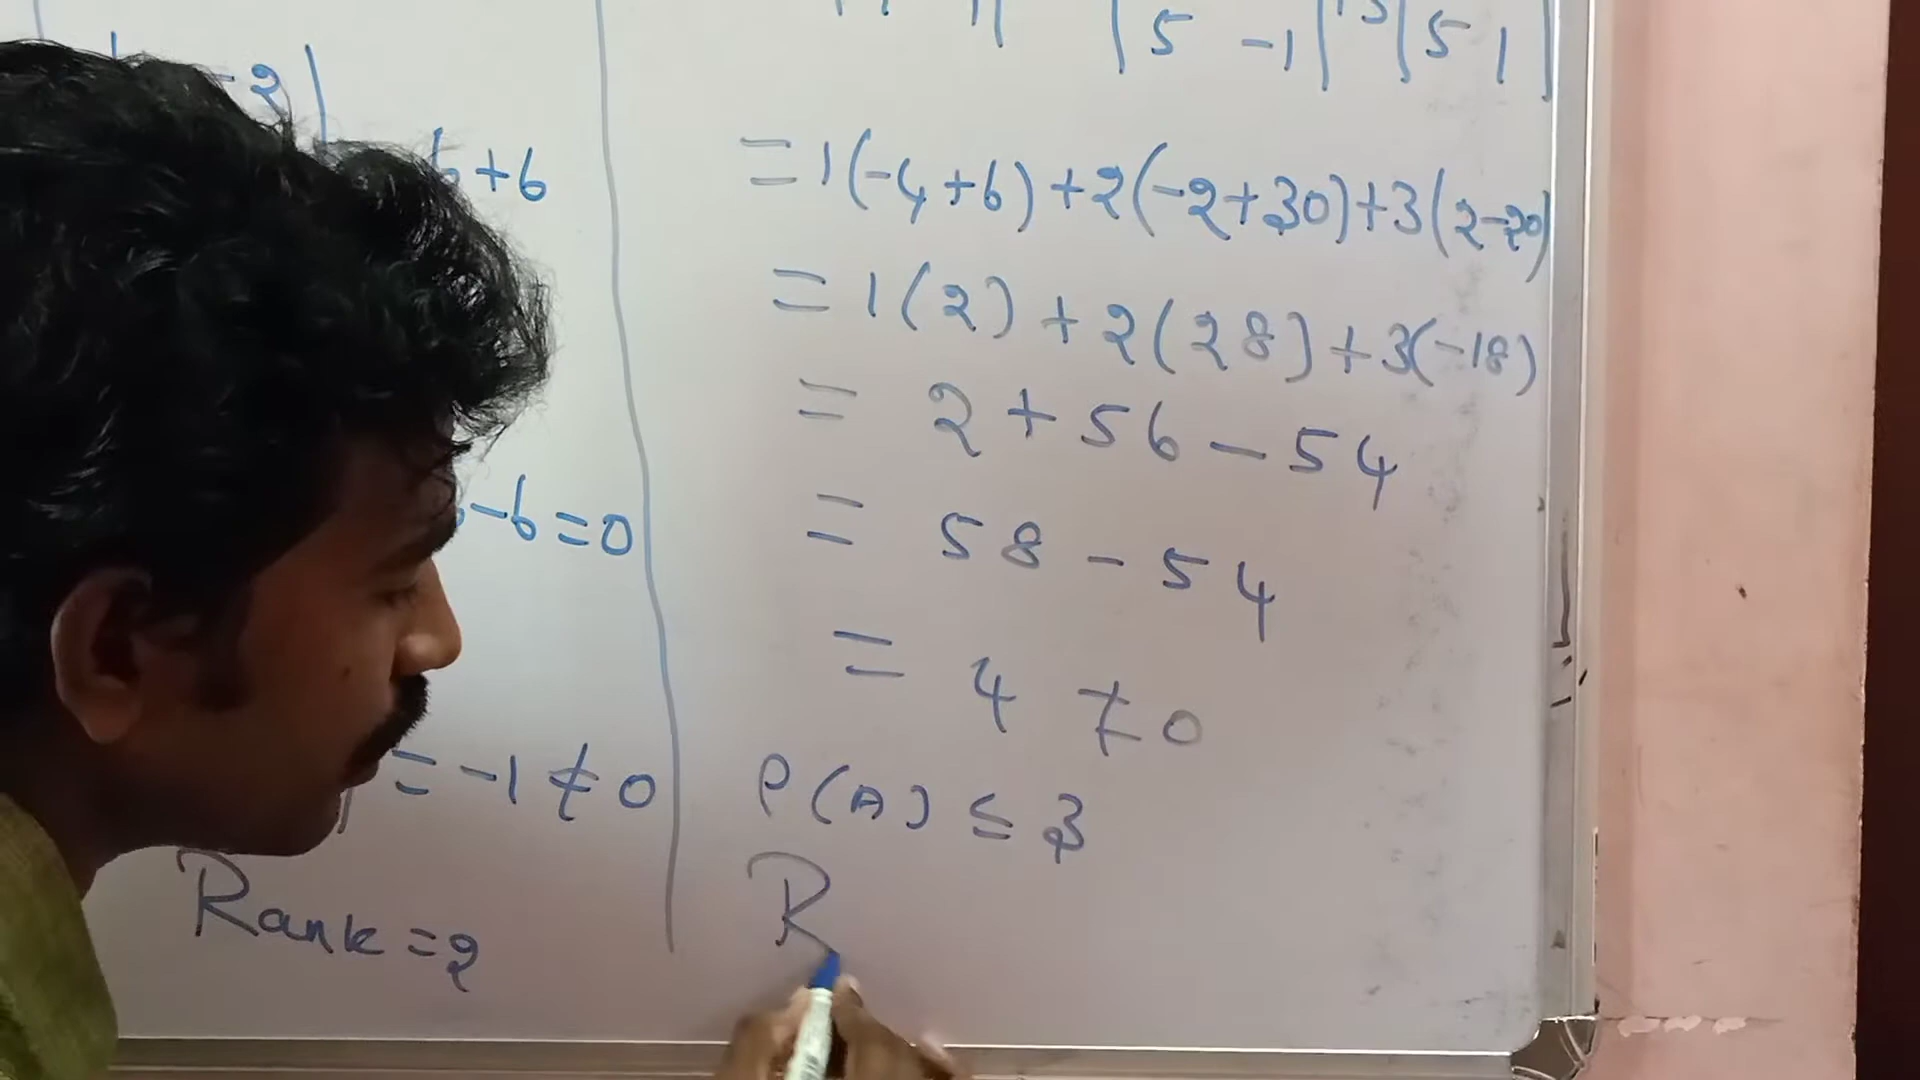 -2
+6
-6=0
=-1≠0
Rank=2
5 -1 5 1
=1(-4+6)+2(-2+30)+3(2-20)
=1(2)+2(28)+3(-18)
= 2+56-54
= 58-54
= 4 ≠0
ρ(A)≤3
R